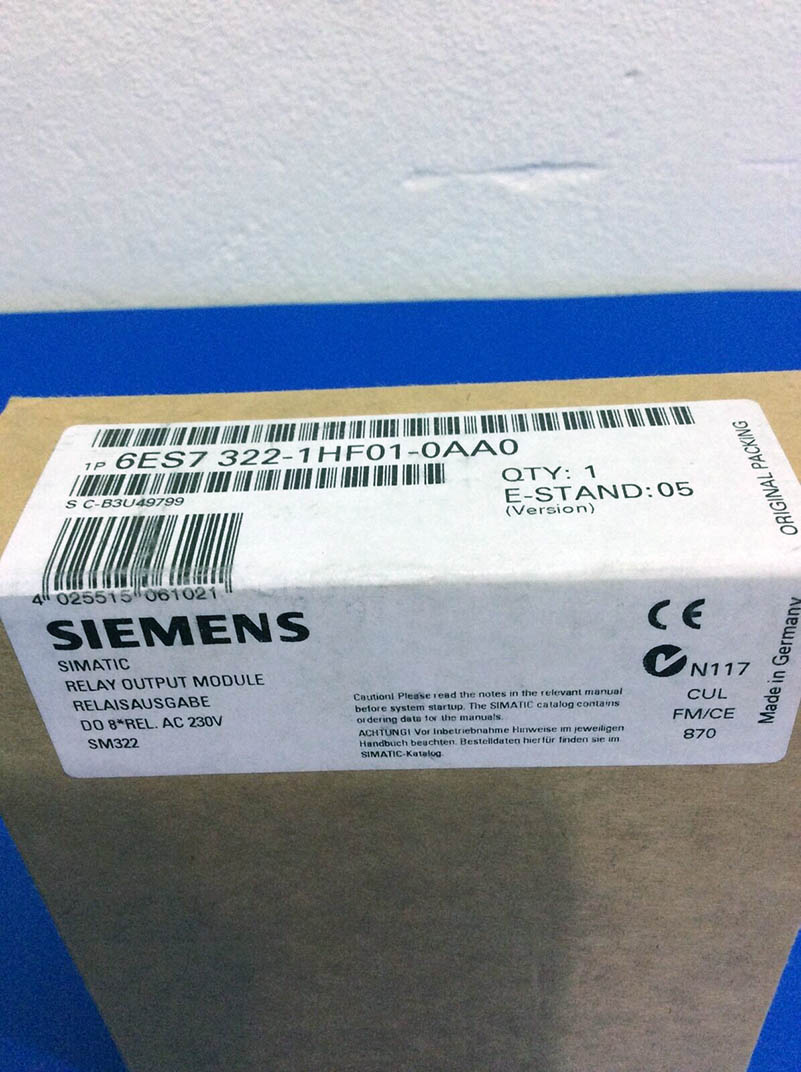 1P 6ES7 322-1HF01-0AA0
S C-B3U49799
QTY: 1
E-STAND:05
(Version)
ORIGINAL PACKING
4 025515 061021
SIEMENS
SIMATIC
RELAY OUTPUT MODULE
RELAISAUSGABE
DO 8*REL. AC 230V
SM322
Caution! Please read the notes in the relevant manual
before system startup. The SIMATIC catalog contains
ordering data for the manuals.
ACHTUNG! Vor Inbetriebnahme Hinweise im jeweiligen
Handbuch beachten. Bestelldaten hierfür finden sie im
SIMATIC-Katalog.
CE
N117
CUL
FM/CE
870
Made in Germany